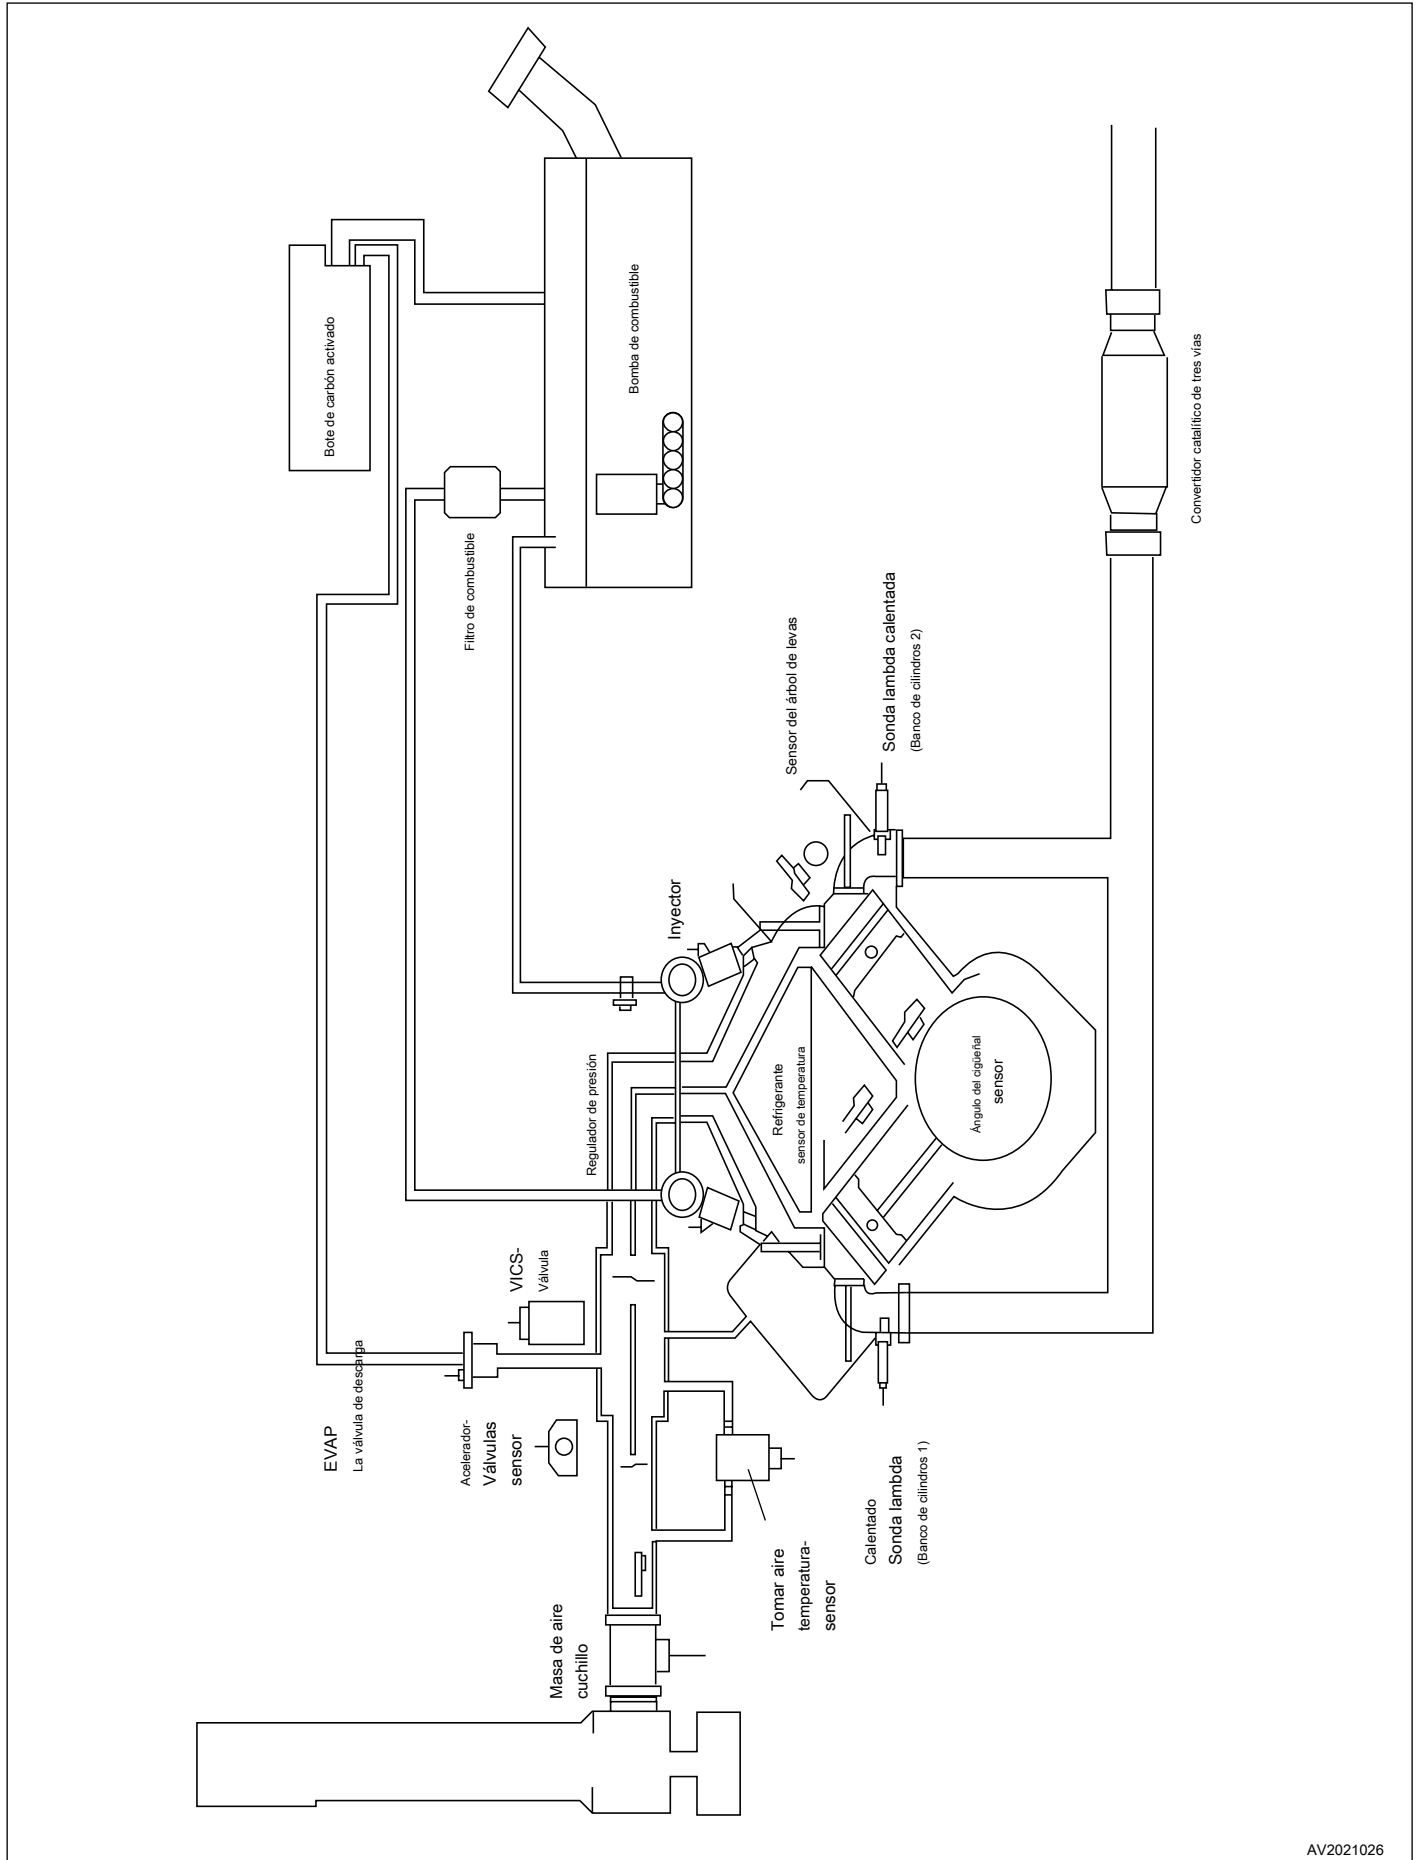 Bote de carbón activado
Bomba de combustible
Filtro de combustible
Convertidor catalítico de tres vías
Sensor del árbol de levas
Sonda lambda calentada
(Banco de cilindros 2)
Inyector
Regulador de presión
Refrigerante
sensor de temperatura
Ángulo del cigüeñal
sensor
VICS-
Válvula
EVAP
La válvula de descarga
Acelerador-
Válvulas
sensor
Calentado
Sonda lambda
(Banco de cilindros 1)
Tomar aire
temperatura-
sensor
Masa de aire
cuchillo
AV2021026